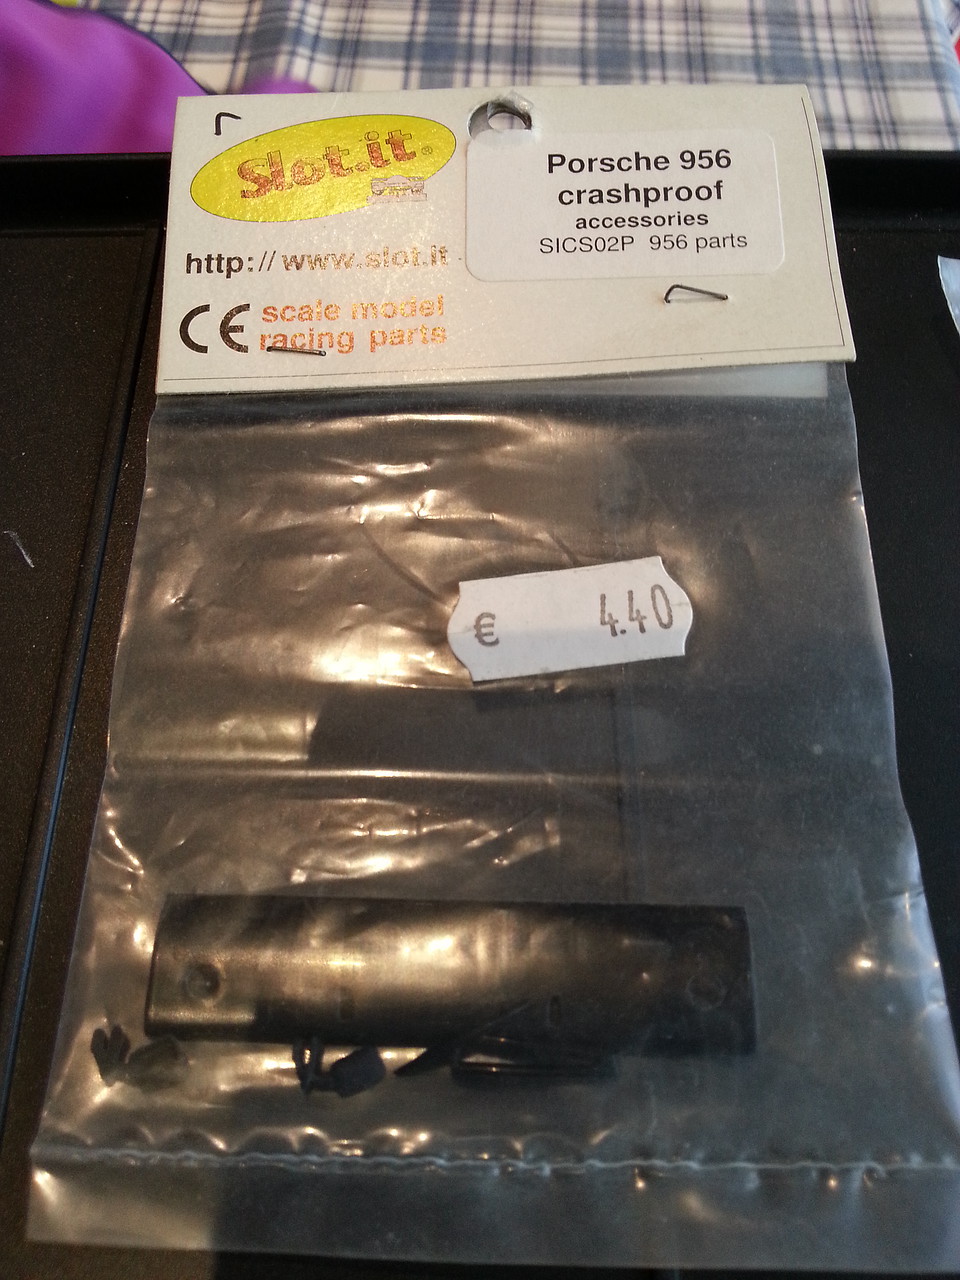 Slot.it®
http://www.slot.it
CE scale model
racing parts
Porsche 956
crashproof
accessories
SICS02P 956 parts
€ 4.40